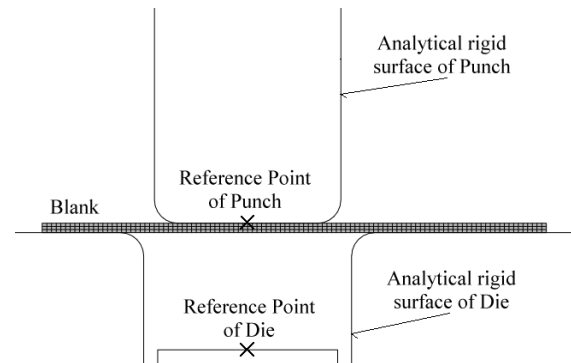 Analytical rigid
surface of Punch
Reference Point
of Punch
Blank
Analytical rigid
surface of Die
Reference Point
of Die